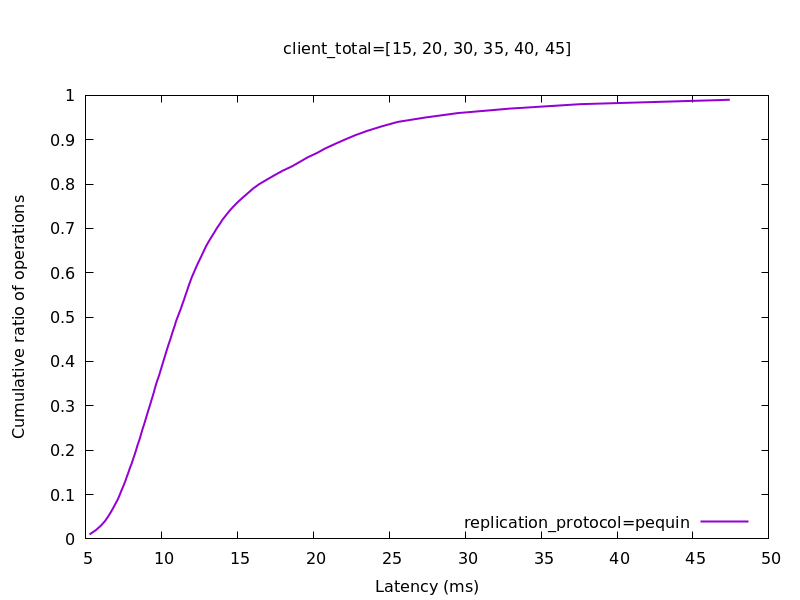 client_total=[15, 20, 30, 35, 40, 45]
1
0.9
0.8
0.7
0.6
0.5
0.4
0.3
0.2
0.1
0
Cumulative ratio of operations
replication_protocol=pequin
5 10 15 20 25 30 35 40 45 50
Latency (ms)